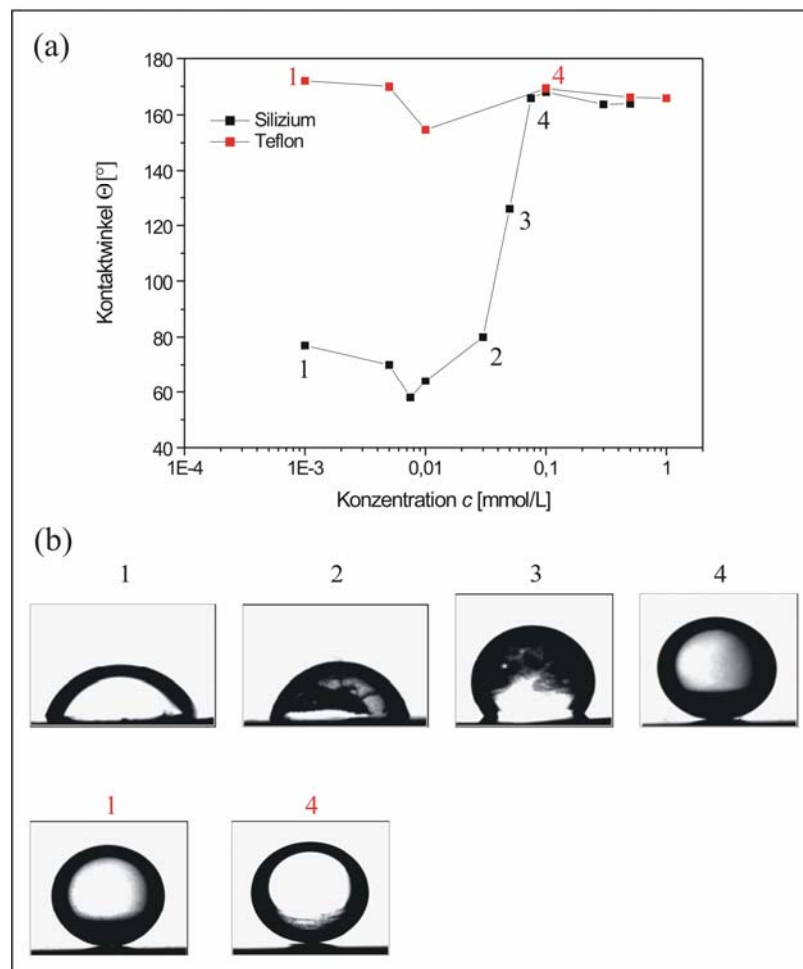 (a)
180
160
140
120
100
80
60
40
1
4
Silizium
Teflon
4
3
2
1
Kontaktwinkel Θ [°]
1E-4 1E-3 0,01 0,1 1
Konzentration c [mmol/L]
(b)
1 2 3 4
1 4